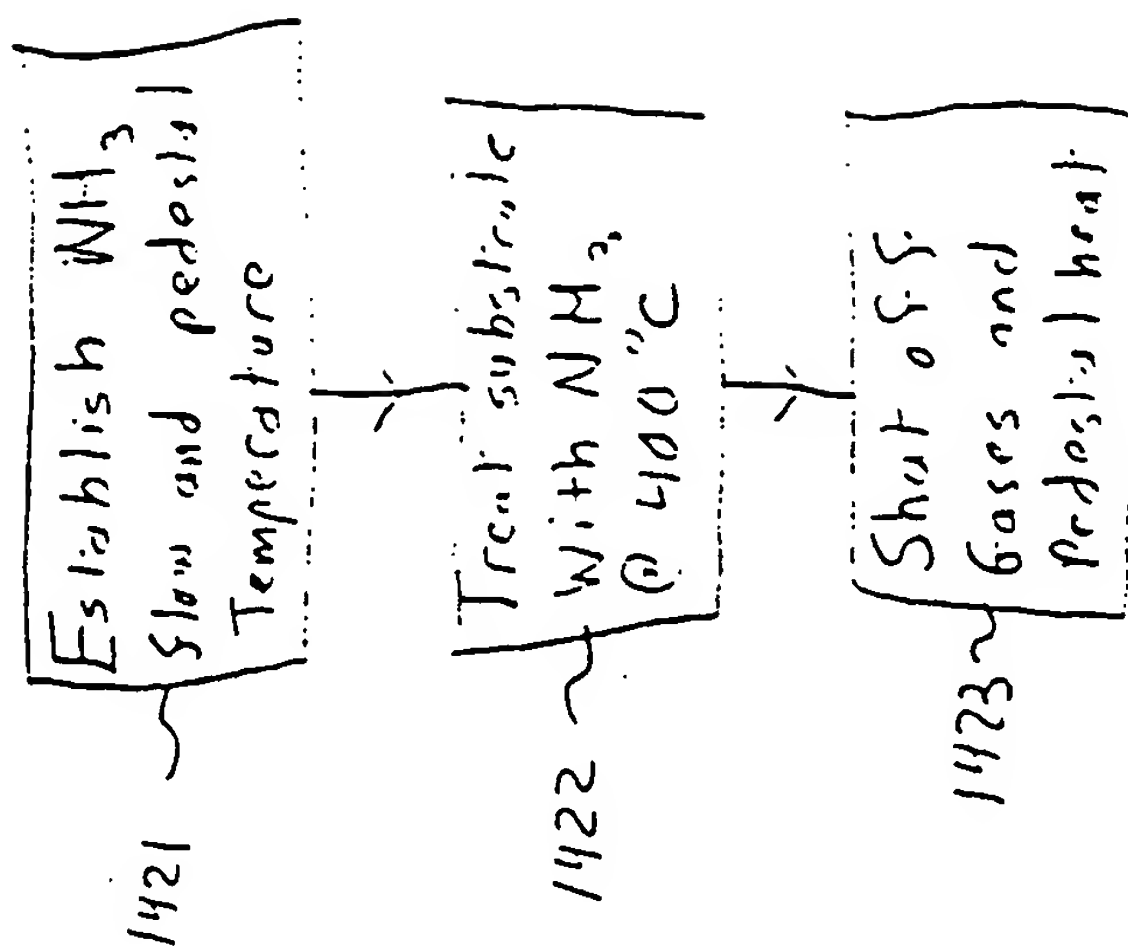 Establish NH3
flow and pedestal
Temperature
1421
Treat substrate
With NH3
@ 400 °C
1422
Shut off
Gases and
Pedestal heat
1423